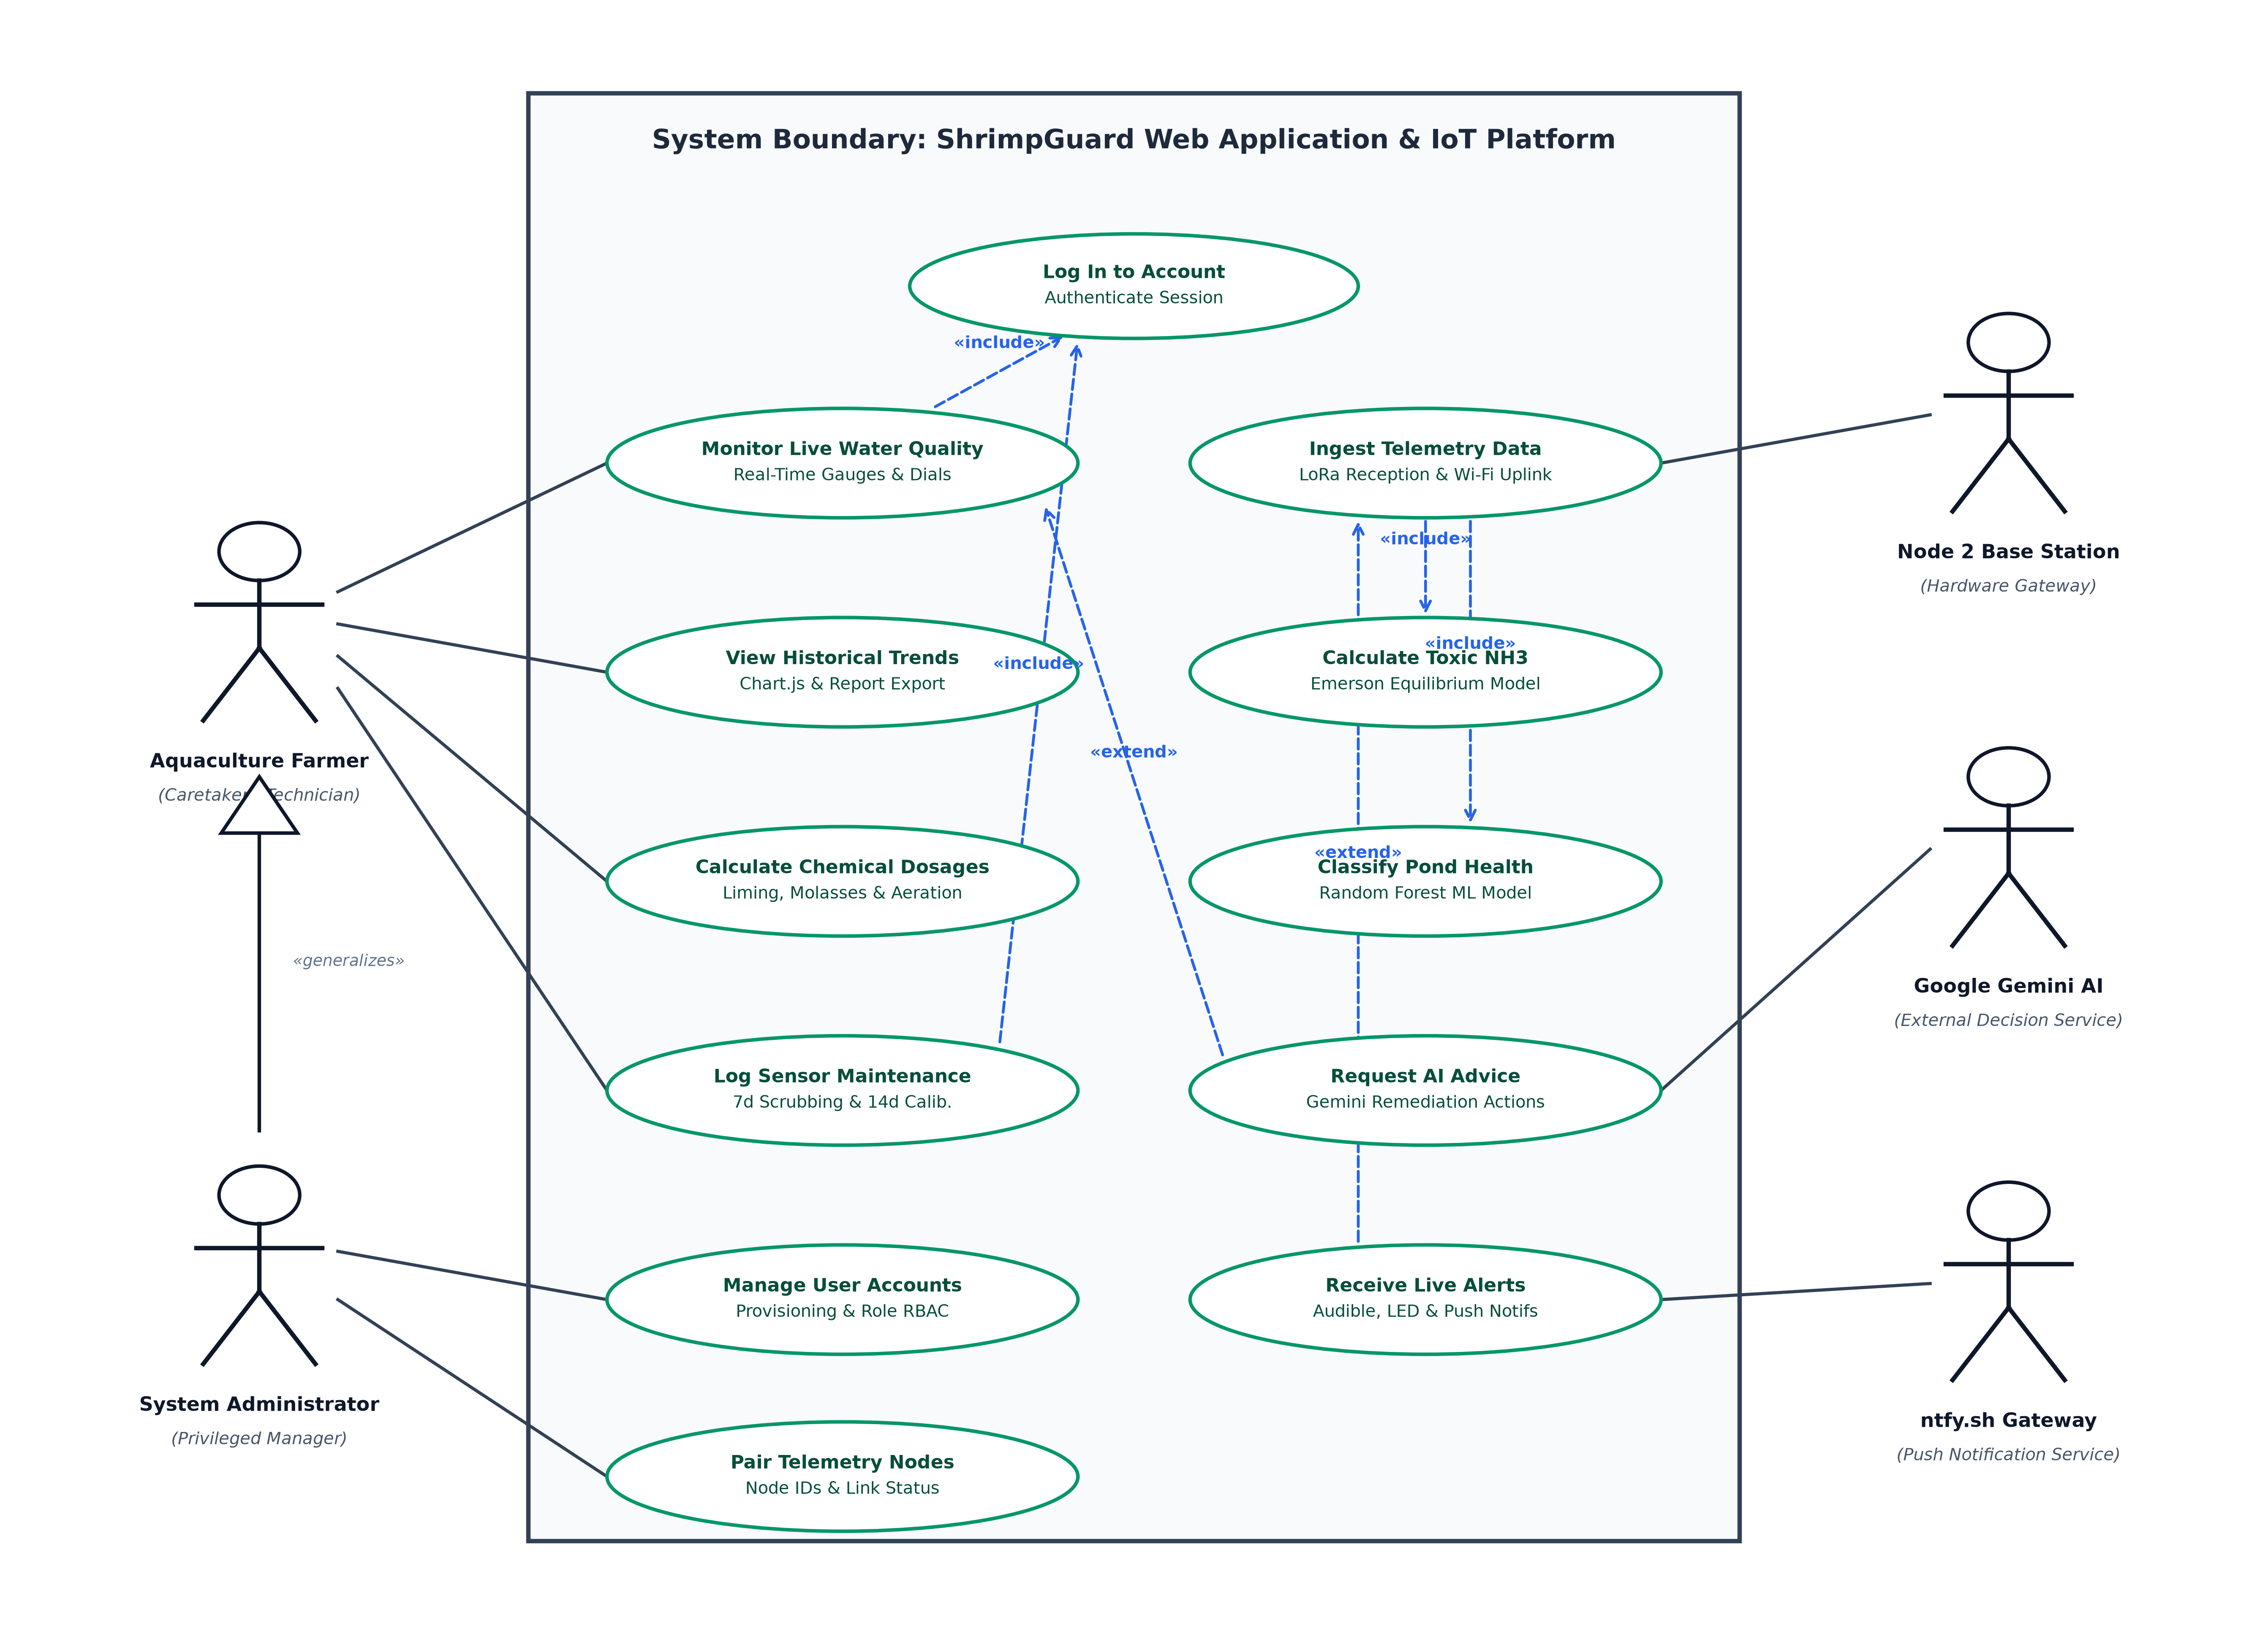 System Boundary: ShrimpGuard Web Application & IoT Platform
Log In to Account
Authenticate Session
«include»
Monitor Live Water Quality
Real-Time Gauges & Dials
Ingest Telemetry Data
LoRa Reception & Wi-Fi Uplink
«include»
Node 2 Base Station
(Hardware Gateway)
View Historical Trends
Chart.js & Report Export
«include»
«include»
Calculate Toxic NH3
Emerson Equilibrium Model
«extend»
Aquaculture Farmer
(Caretaker Technician)
Calculate Chemical Dosages
Liming, Molasses & Aeration
«extend»
Classify Pond Health
Random Forest ML Model
«generalizes»
Google Gemini AI
(External Decision Service)
Log Sensor Maintenance
7d Scrubbing & 14d Calib.
Request AI Advice
Gemini Remediation Actions
Manage User Accounts
Provisioning & Role RBAC
Receive Live Alerts
Audible, LED & Push Notifs
System Administrator
(Privileged Manager)
ntfy.sh Gateway
(Push Notification Service)
Pair Telemetry Nodes
Node IDs & Link Status